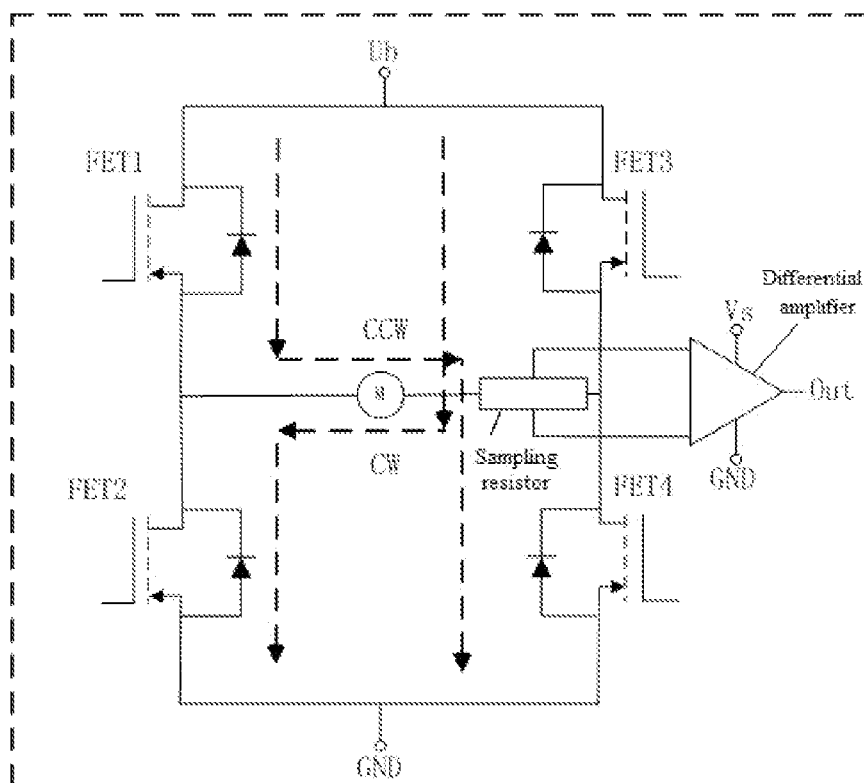 Ub
FET1
FET3
Differential
amplifier
Vs
CCW
Out
Sampling
resistor
CW
GND
FET2
FET4
GND